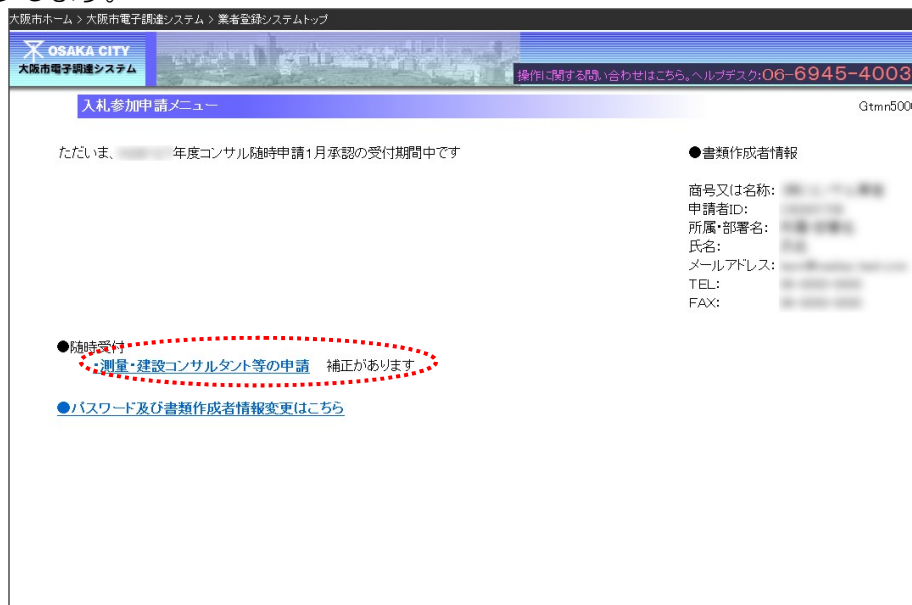 します。
大阪市ホーム > 大阪市電子調達システム > 業者登録システムトップ
OSAKA CITY
大阪市電子調達システム
操作に関する問い合わせはこちら。ヘルプデスク:06-6945-4003
入札参加申請メニュー
Gtmn500
ただいま、 年度コンサル随時申請1月承認の受付期間中です
●書類作成者情報
商号又は名称:
申請者ID:
所属・部署名:
氏名:
メールアドレス:
TEL:
FAX:
●随時受付
・測量・建設コンサルタント等の申請 補正があります
●パスワード及び書類作成者情報変更はこちら